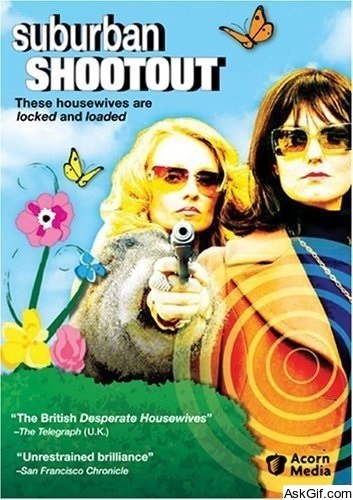 suburban
SHOOTOUT
These housewives are
locked and loaded
"The British Desperate Housewives"
–The Telegraph (U.K.)
"Unrestrained brilliance"
–San Francisco Chronicle
Acorn
Media
AskGif.com